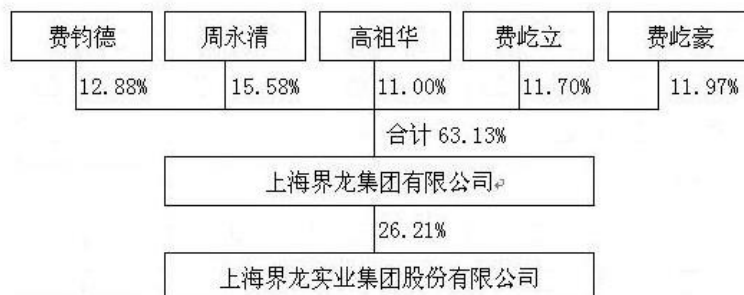 费钧德 周永清 高祖华 费屹立 费屹豪
12.88% 15.58% 11.00% 11.70% 11.97%
合计 63.13%
上海界龙集团有限公司
26.21%
上海界龙实业集团股份有限公司